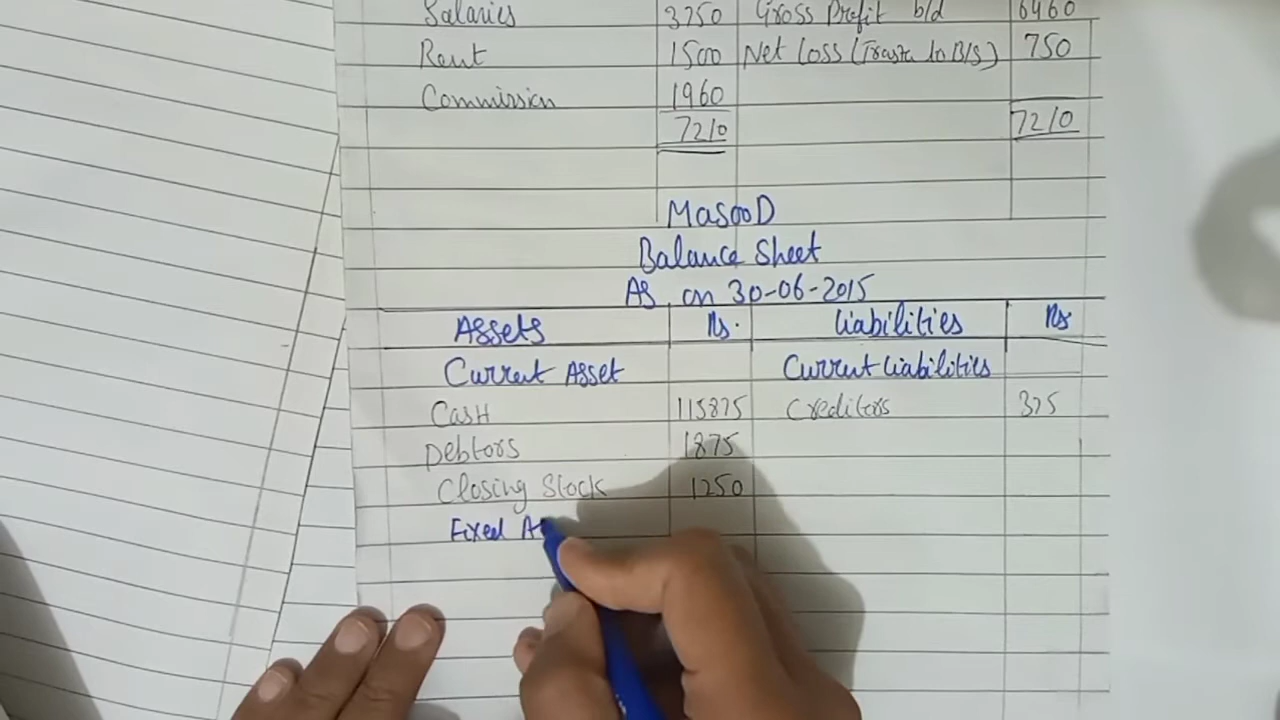 Salaries 3750 Gross Profit b/d 6460
Rent 1500 Net Loss ( to B/S) 750
Commission 1960
7210 7210
MasooD
Balance Sheet
As on 30-06-2015
Assets Rs. Liabilities Rs
Current Asset Current Liabilities
Cash 115875 Creditors 375
Debtors 1875
Closing Stock 1250
Fixed A